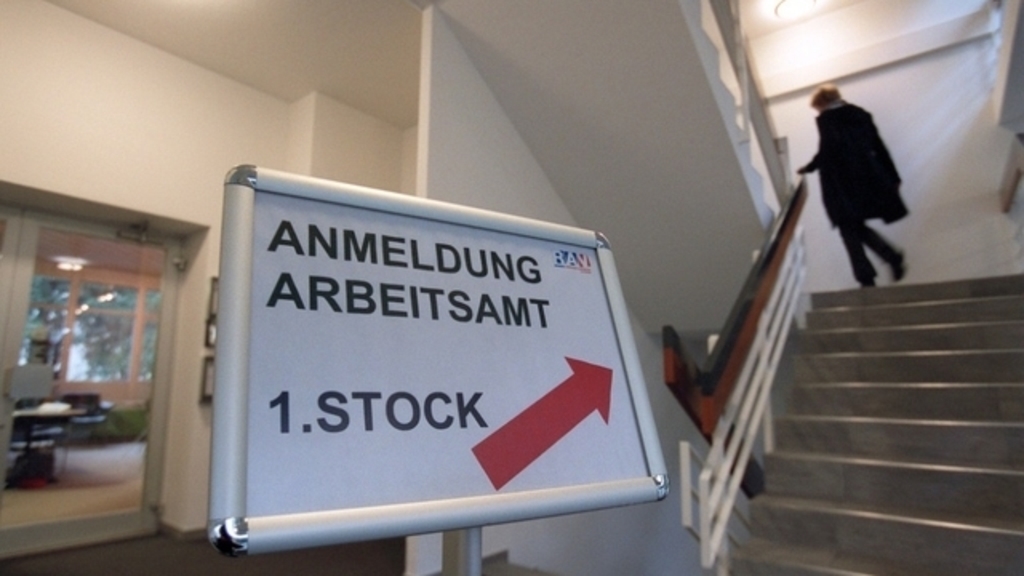 ANMELDUNG
RAV
ARBEITSAMT
1.STOCK